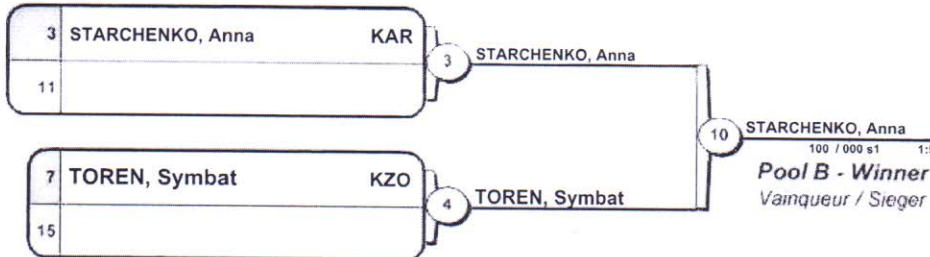 3 STARCHENKO, Anna KAR
11
3
STARCHENKO, Anna
7 TOREN, Symbat KZO
15
4
TOREN, Symbat
10
STARCHENKO, Anna
100 / 000 s1
Pool B - Winner
Vainqueur / Sieger